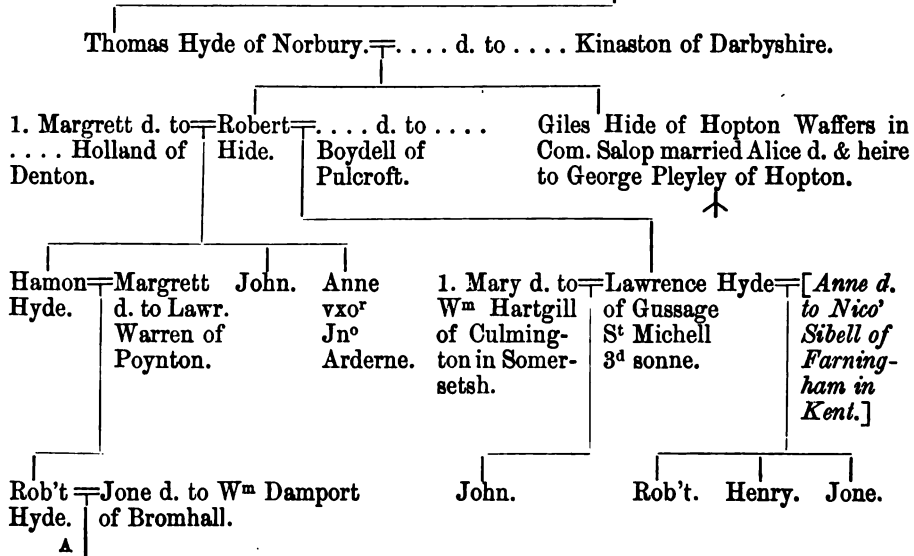 Thomas Hyde of Norbury.=. . . . d. to . . . . Kinaston of Darbyshire.
1. Margrett d. to
. . . . Holland of
Denton.
=Robert=
Hide.
. . . . d. to . . . .
Boydell of
Pulcroft.
Giles Hide of Hopton Waffers in
Com. Salop married Alice d. & heire
to George Pleyley of Hopton.
Hamon=
Hyde.
Margrett
d. to Lawr.
Warren of
Poynton.
John.
Anne
vxoʳ
Jnº
Arderne.
1. Mary d. to=
Wᵐ Hartgill
of Culming-
ton in Somer-
setsh.
Lawrence Hyde=
of Gussage
Sᵗ Michell
3ᵈ sonne.
[Anne d.
to Nico'
Sibell of
Farning-
ham in
Kent.]
Rob't =Jone d. to Wᵐ Damport
Hyde. of Bromhall.
A
John.
Rob't. Henry. Jone.